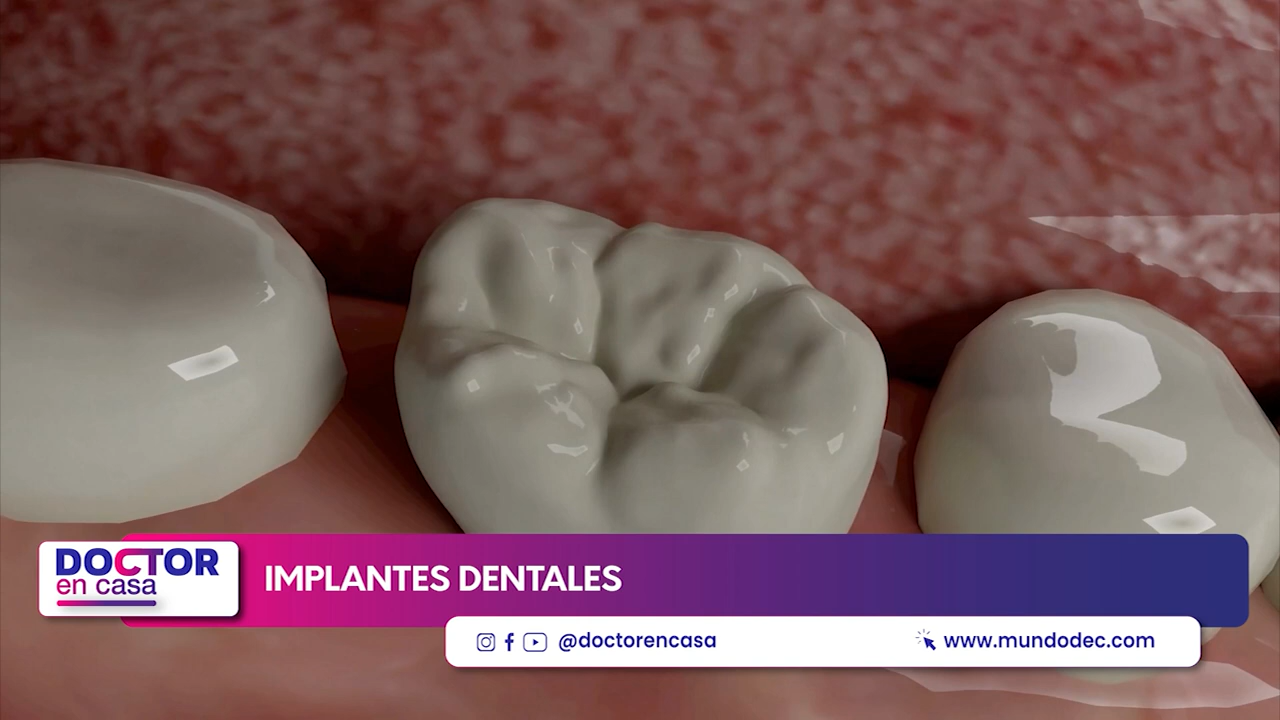 DOCTOR
en casa
IMPLANTES DENTALES
@doctorencasa
www.mundodec.com